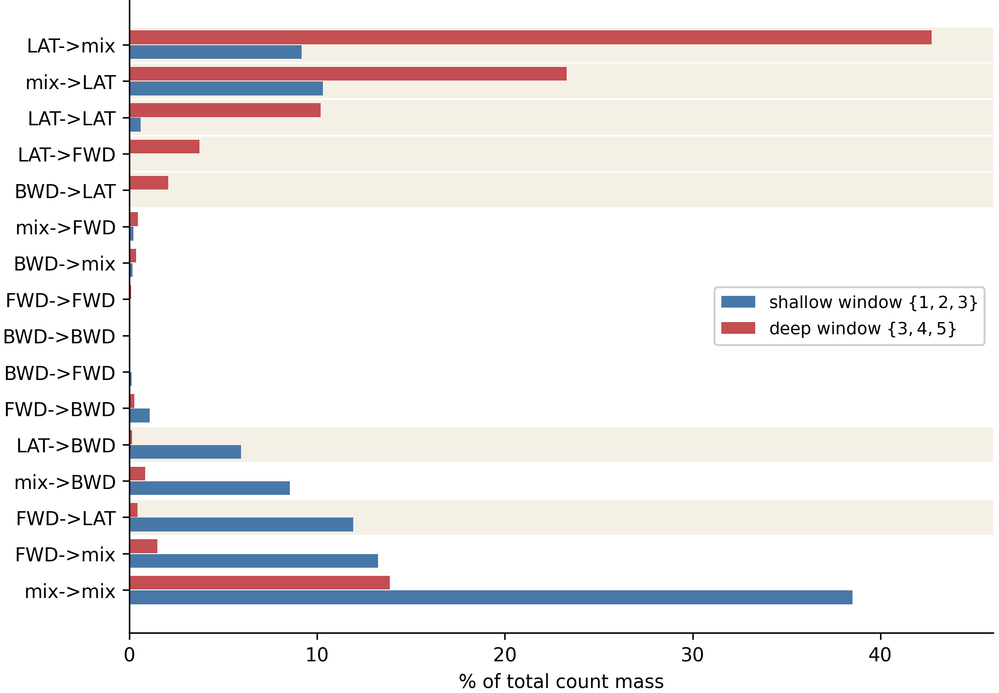 LAT->mix
mix->LAT
LAT->LAT
LAT->FWD
BWD->LAT
mix->FWD
BWD->mix
FWD->FWD
BWD->BWD
BWD->FWD
FWD->BWD
LAT->BWD
mix->BWD
FWD->LAT
FWD->mix
mix->mix
shallow window {1, 2, 3}
deep window {3, 4, 5}
0 10 20 30 40
% of total count mass